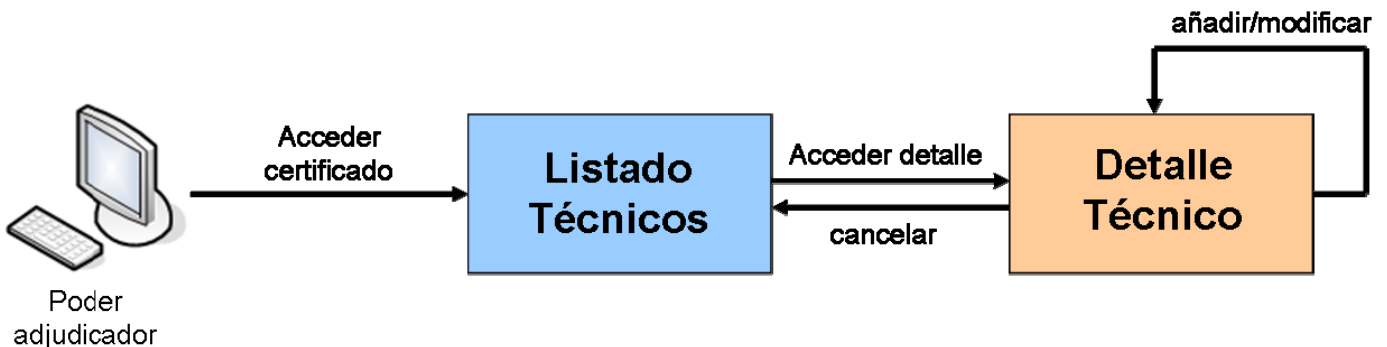 añadir/modificar
Acceder
certificado
Listado
Técnicos
Acceder detalle
cancelar
Detalle
Técnico
Poder
adjudicador